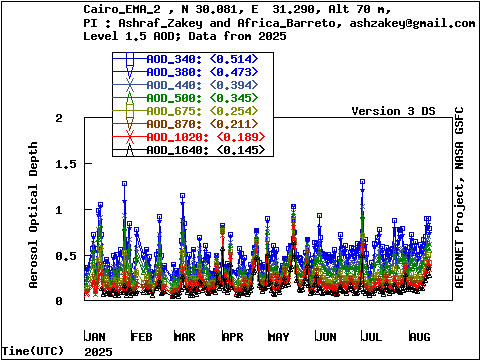 Cairo_EMA_2 , N 30.081, E  31.290, Alt 70 m,
PI : Ashraf_Zakey and Africa_Barreto, ashzakey@gmail.com
Level 1.5 AOD; Data from 2025
AOD_340: <0.514>
AOD_380: <0.473>
AOD_440: <0.394>
AOD_500: <0.345>
AOD_675: <0.254>
AOD_870: <0.211>
AOD_1020: <0.189>
AOD_1640: <0.145>
Version 3 DS
2
1.5
1
0.5
0
Aerosol Optical Depth
AERONET Project, NASA GSFC
JAN FEB MAR APR MAY JUN JUL AUG
Time(UTC) 2025